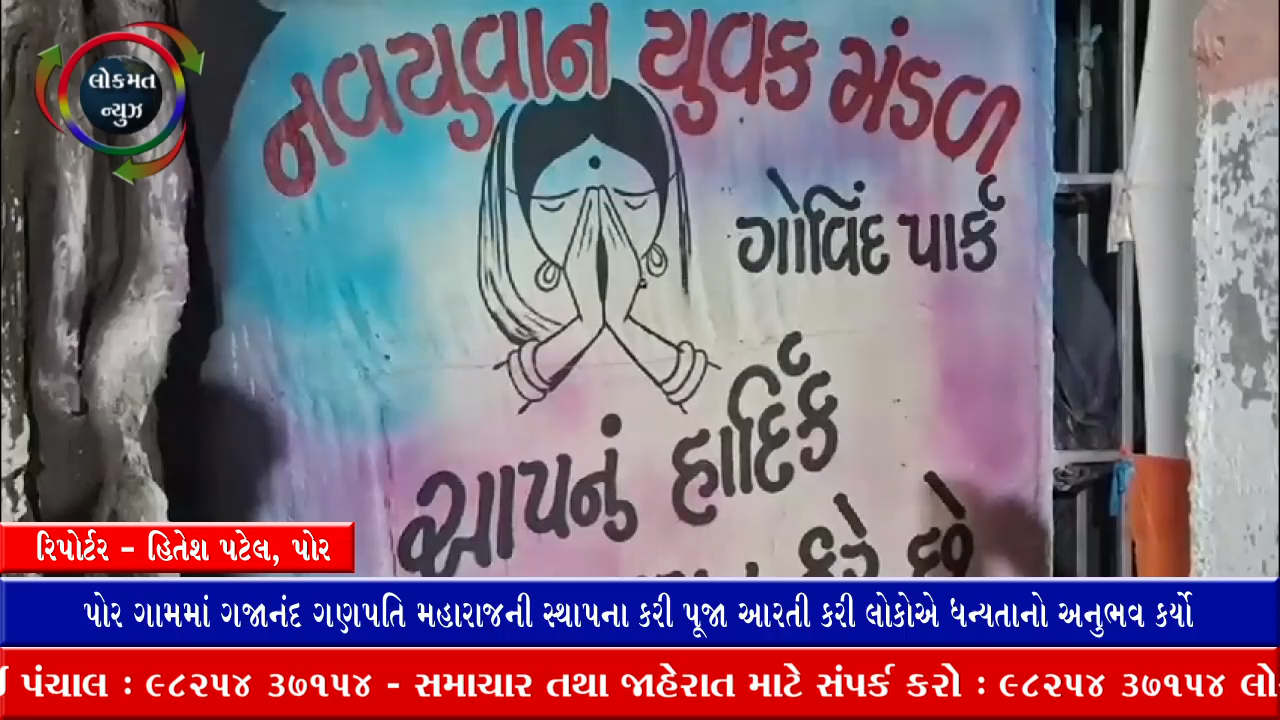 લોકમત
ન્યુઝ
નવયુવાન યુવક મંડળ
ગોવિંદ પાર્ક
આપનું હાર્દિક
કરે છે
રિપોર્ટર - હિતેશ પટેલ, પોર
પોર ગામમાં ગજાનંદ ગણપતિ મહારાજની સ્થાપના કરી પૂજા આરતી કરી લોકોએ ધન્યતાનો અનુભવ કર્યો
પંચાલ : ૯૮૨૫૪ ૩૭૧૫૪ - સમાચાર તથા જાહેરાત માટે સંપર્ક કરો : ૯૮૨૫૪ ૩૭૧૫૪